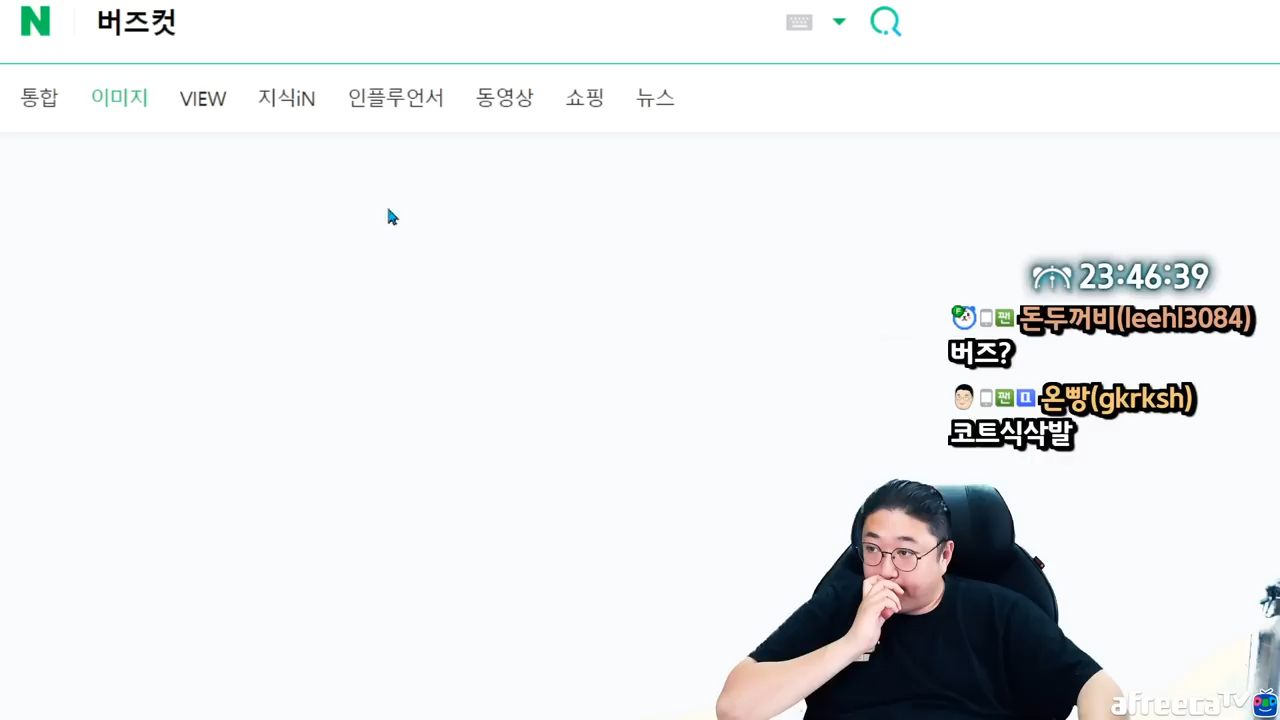 N 버즈컷
통합 이미지 VIEW 지식iN 인플루언서 동영상 쇼핑 뉴스
23:46:39
팬 돈두꺼비(leehl3084)
버즈?
팬 온빵(gkrksh)
코트식삭발
afreecaTV